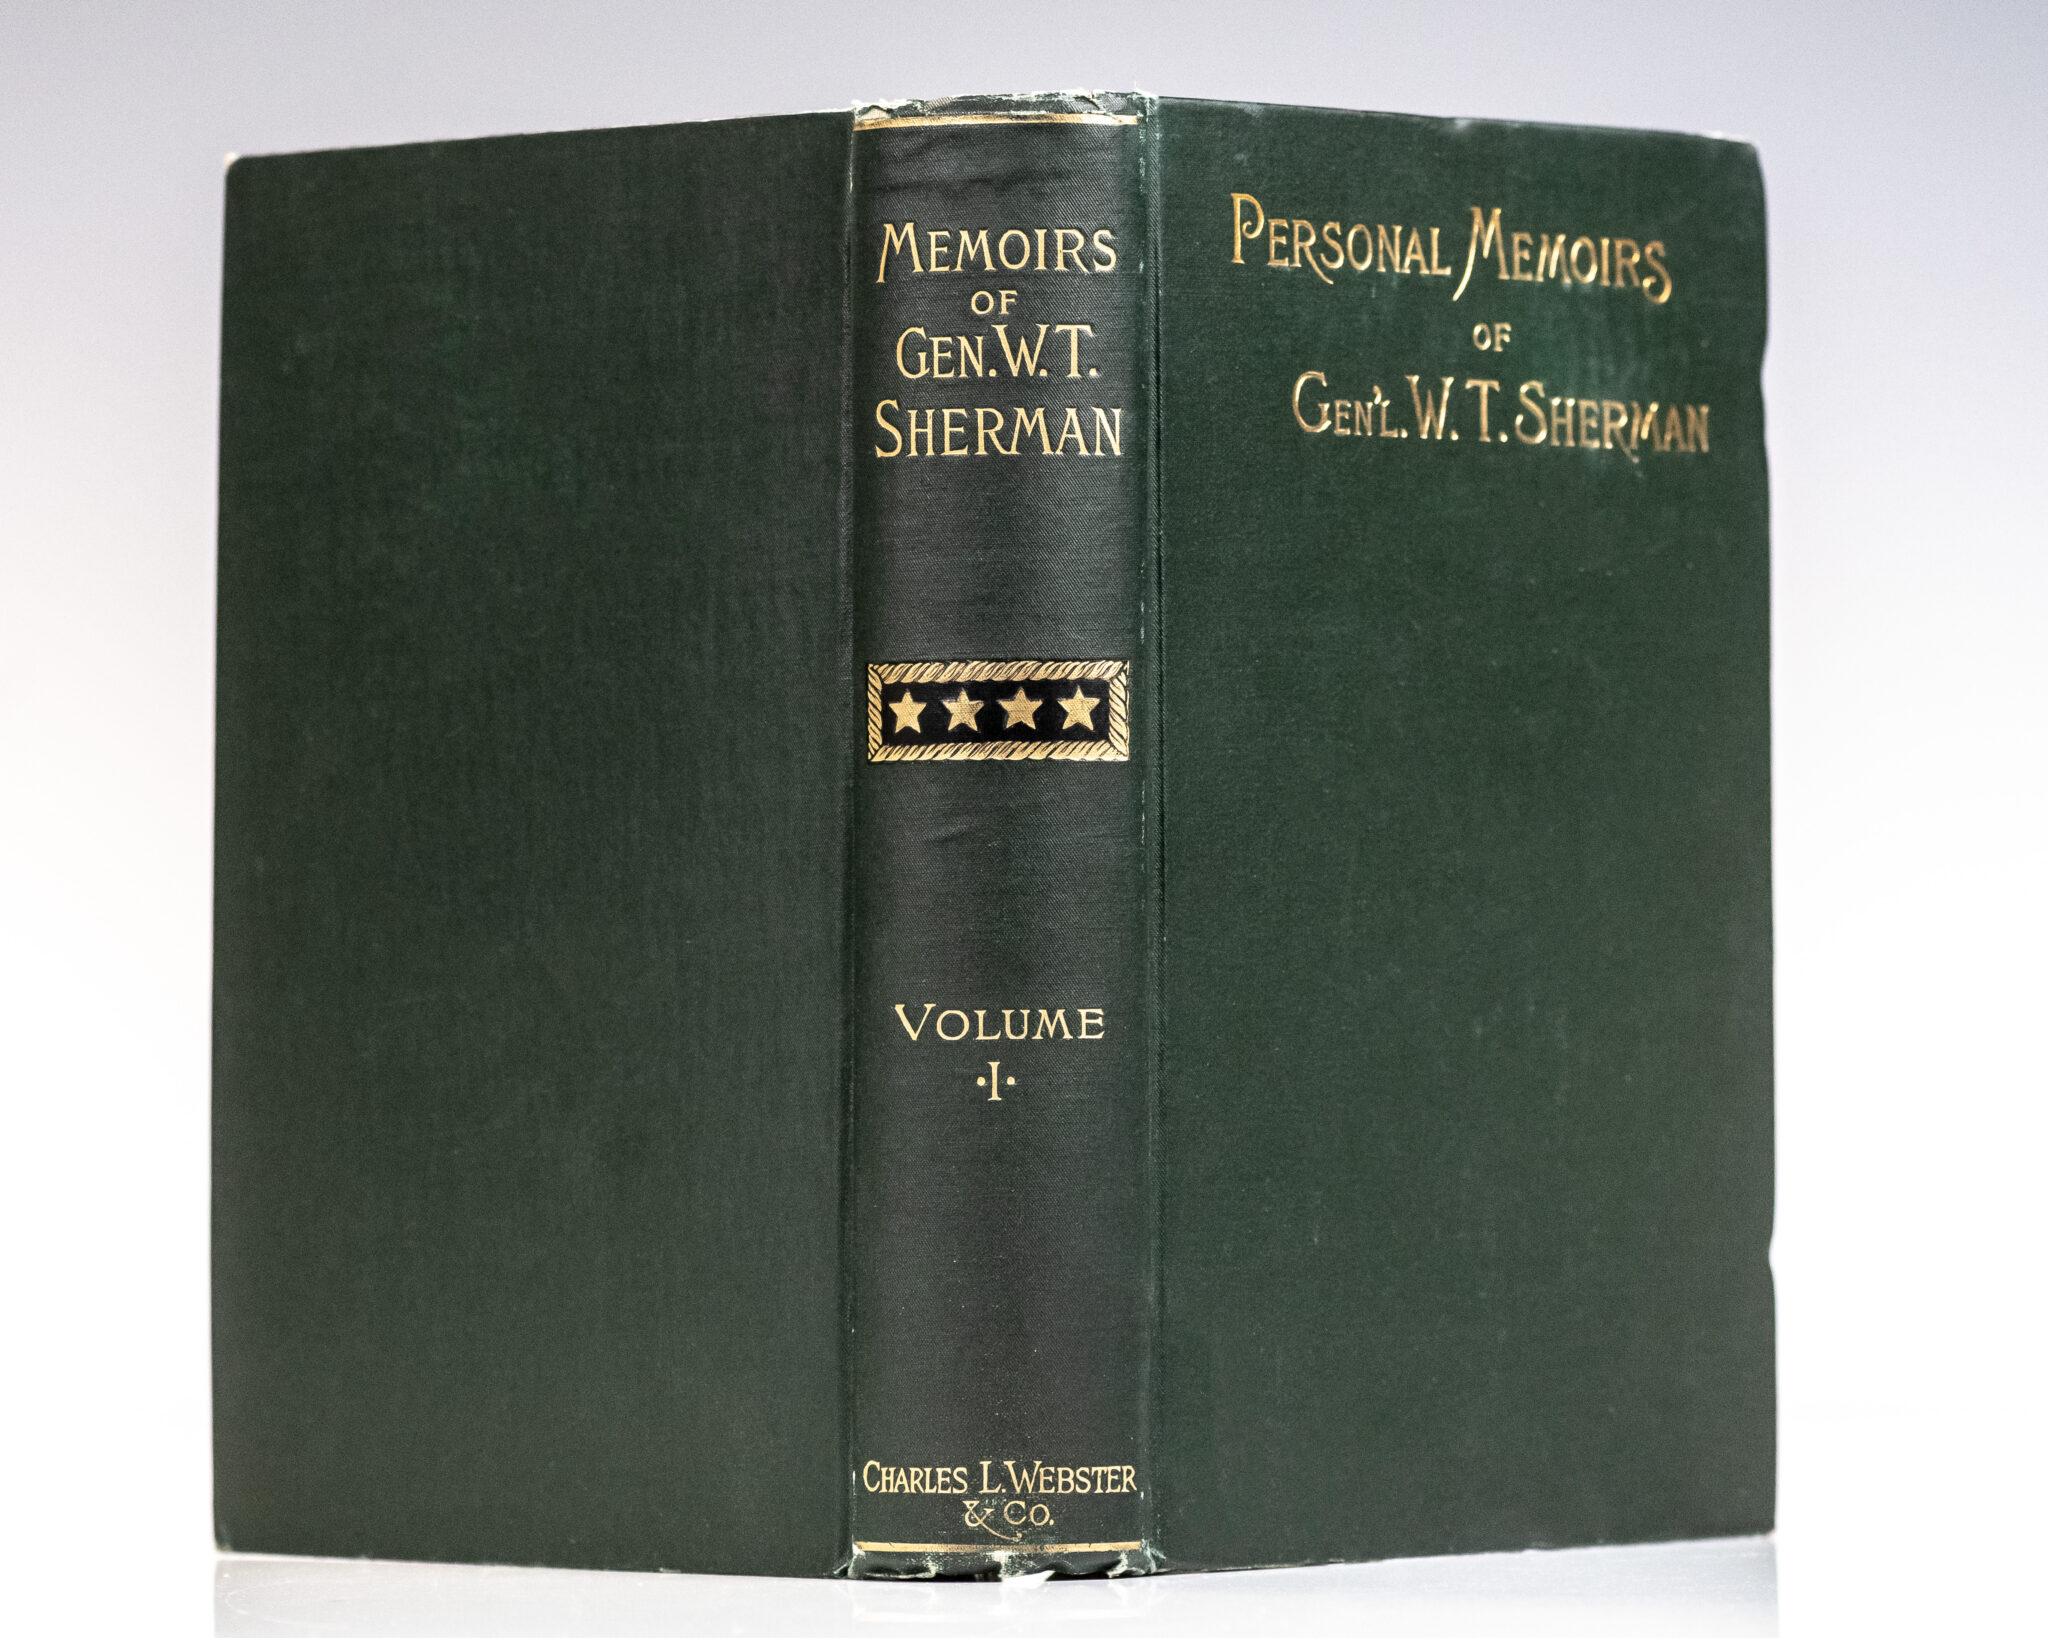 MEMOIRS
OF
GEN. W. T.
SHERMAN
VOLUME
·I·
CHARLES L. WEBSTER
& CO.
PERSONAL MEMOIRS
OF
GEN'L. W. T. SHERMAN